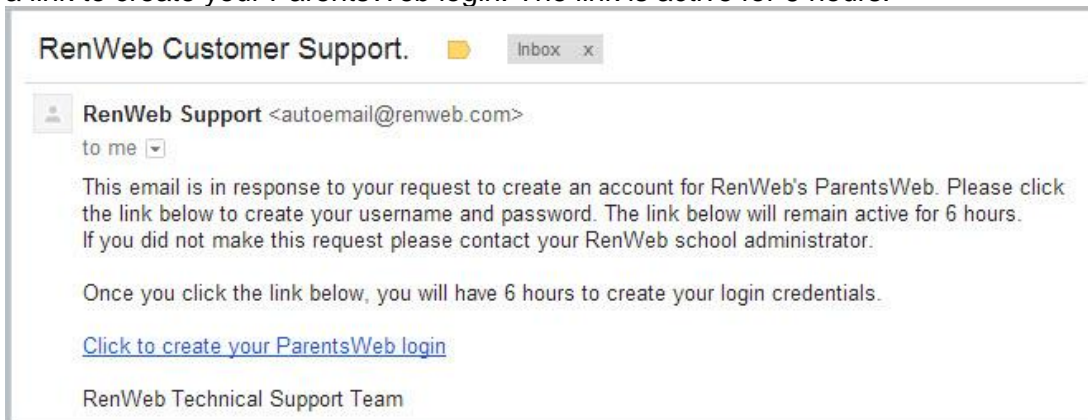 a link to create your ParentsWeb login. The link is active for 6 hours.
RenWeb Customer Support.
Inbox x
RenWeb Support <autoemail@renweb.com>
to me
This email is in response to your request to create an account for RenWeb's ParentsWeb. Please click
the link below to create your username and password. The link below will remain active for 6 hours.
If you did not make this request please contact your RenWeb school administrator.
Once you click the link below, you will have 6 hours to create your login credentials.
Click to create your ParentsWeb login
RenWeb Technical Support Team